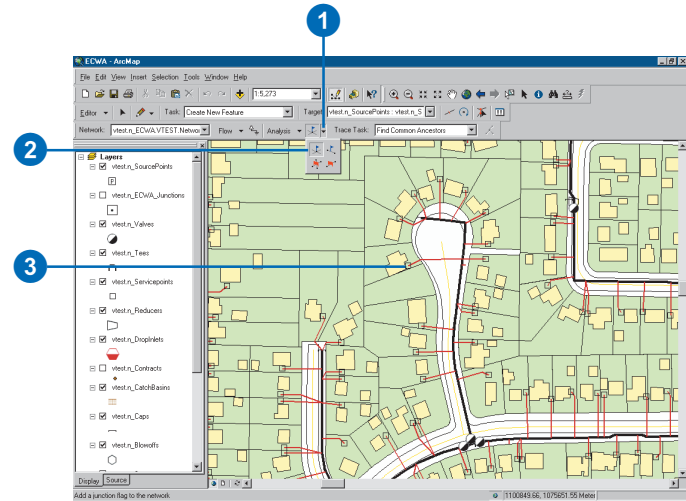 1
ECWA - ArcMap
File Edit View Insert Selection Tools Window Help
1:5,273
Editor Task: Create New Feature Target: vtest.n_SourcePoints : vtest.n_S
Network: vtest.n_ECWA.VTEST.Networ Flow Analysis Trace Task: Find Common Ancestors
2
Layers
vtest.n_SourcePoints
P
vtest.n_ECWA_Junctions
vtest.n_Valves
vtest.n_Tees
3
vtest.n_Servicepoints
vtest.n_Reducers
vtest.n_DropInlets
vtest.n_Contracts
vtest.n_CatchBasins
vtest.n_Caps
vtest.n_Blowoffs
Display Source
Add a junction flag to the network
1100849.66, 1075651.55 Meter